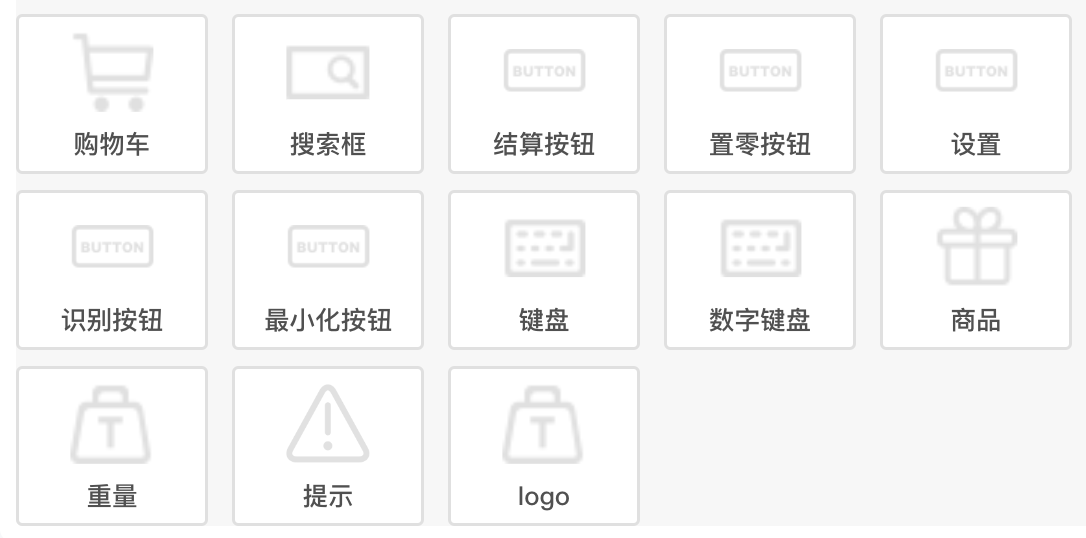 购物车
搜索框
BUTTON
结算按钮
BUTTON
置零按钮
BUTTON
设置
BUTTON
识别按钮
BUTTON
最小化按钮
键盘
数字键盘
商品
T
重量
!
提示
T
logo